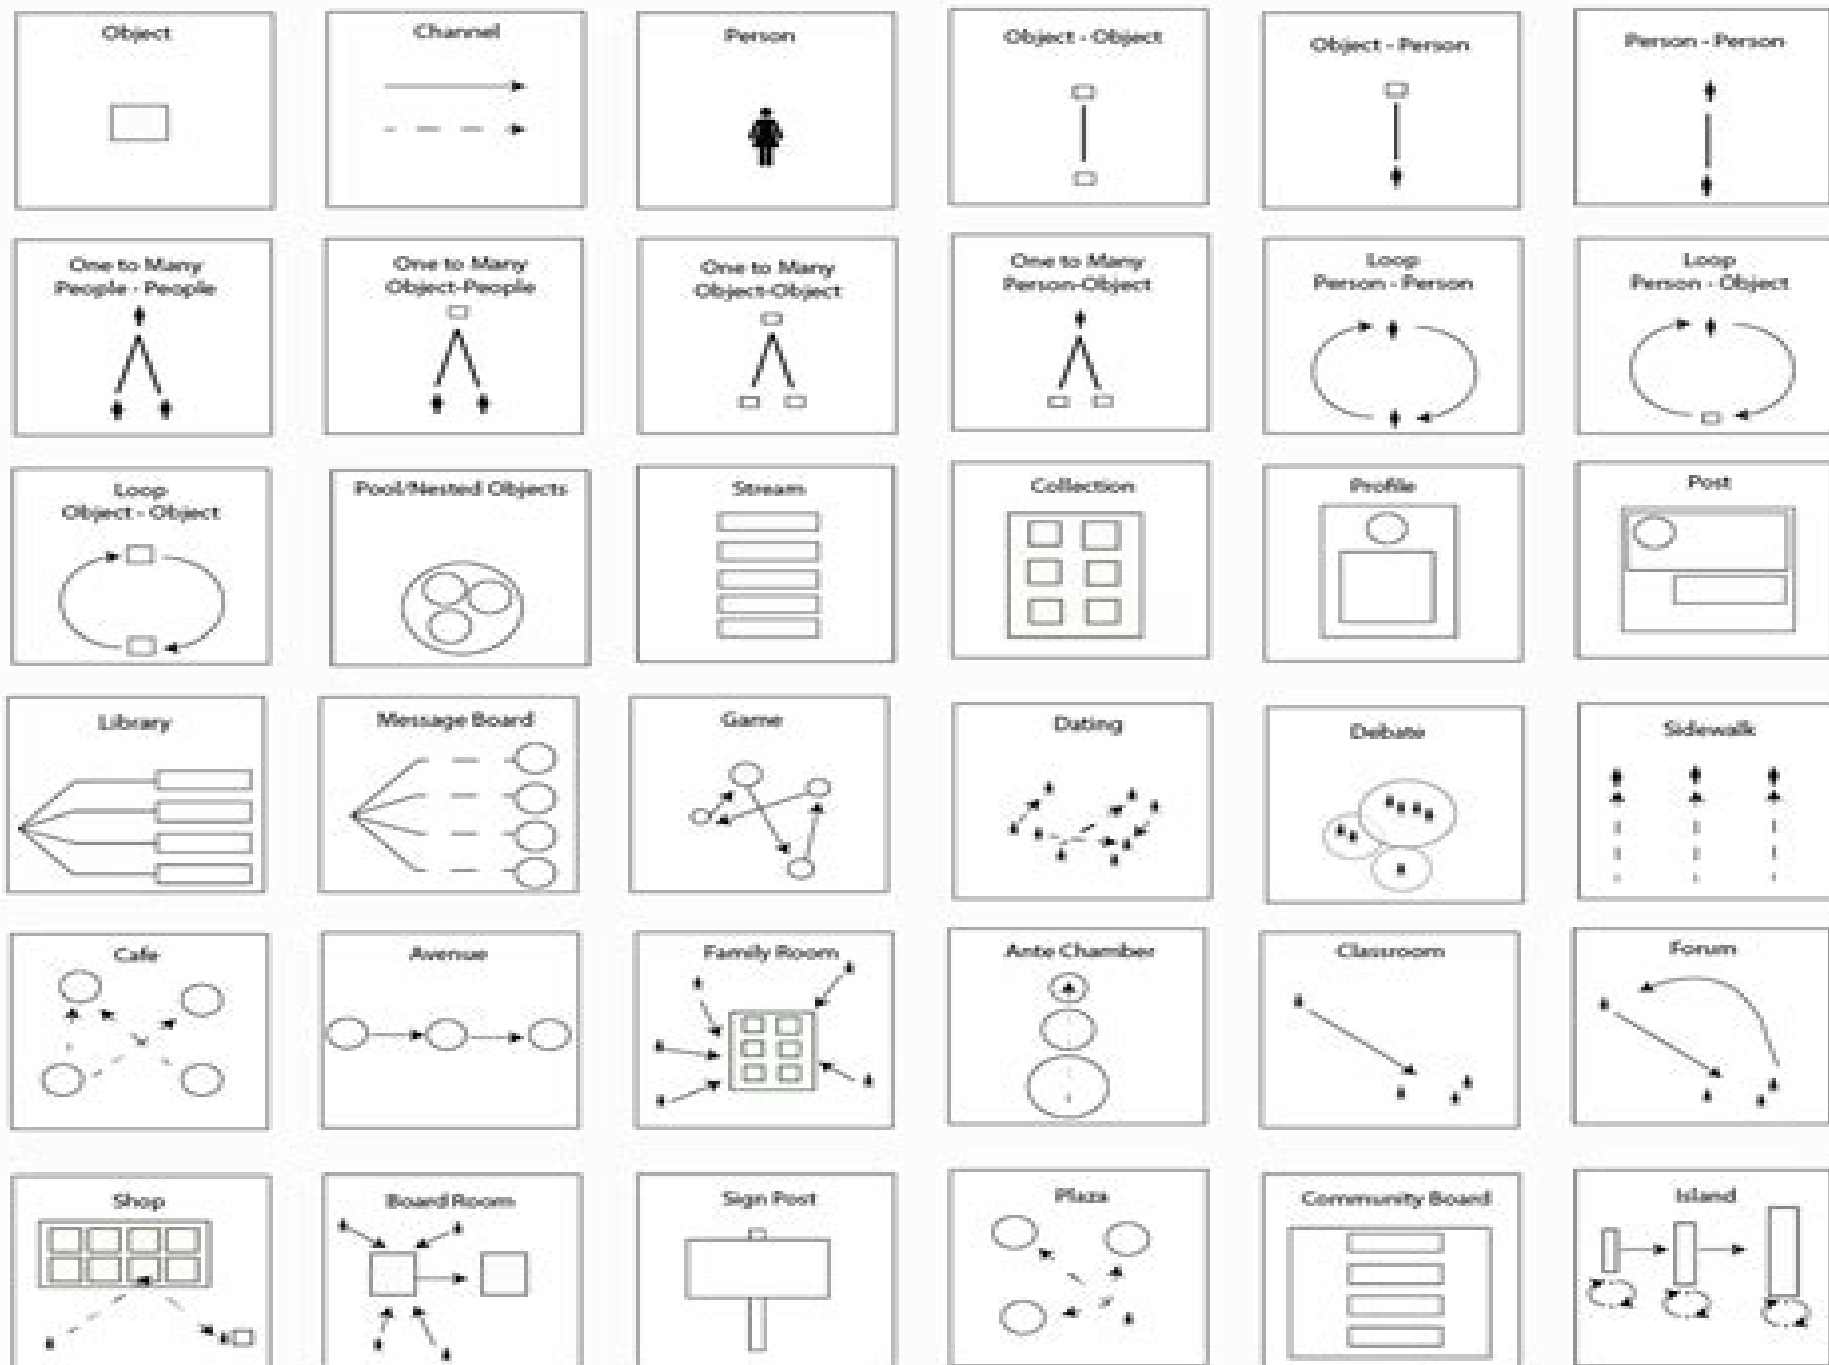 Object
Channel
Person
Object - Object
Object - Person
Person - Person
One to Many
People - People
One to Many
Object-People
One to Many
Object-Object
One to Many
Person-Object
Loop
Person - Person
Loop
Person - Object
Loop
Object - Object
Pool/Nested Objects
Stream
Collection
Profile
Post
Library
Message Board
Game
Dating
Debate
Sidewalk
Cafe
Avenue
Family Room
Ante Chamber
Classroom
Forum
Shop
Board Room
Sign Post
Plaza
Community Board
Island